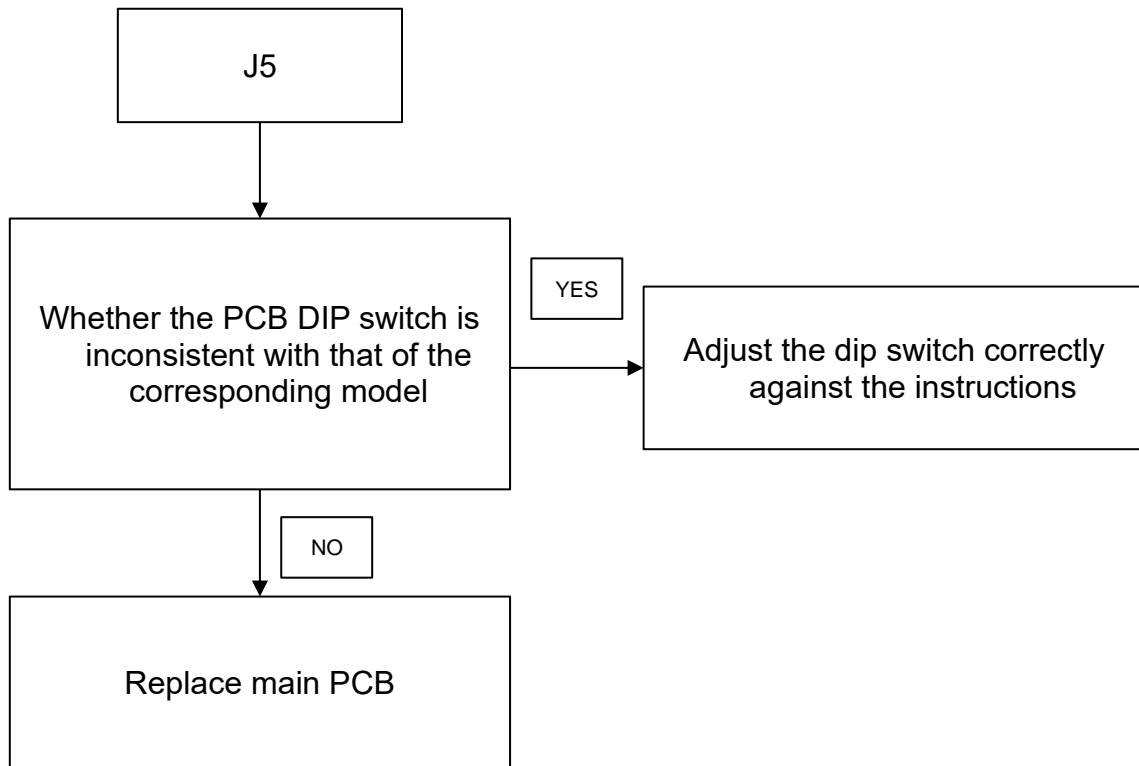 J5
Whether the PCB DIP switch is
inconsistent with that of the
corresponding model
YES
Adjust the dip switch correctly
against the instructions
NO
Replace main PCB